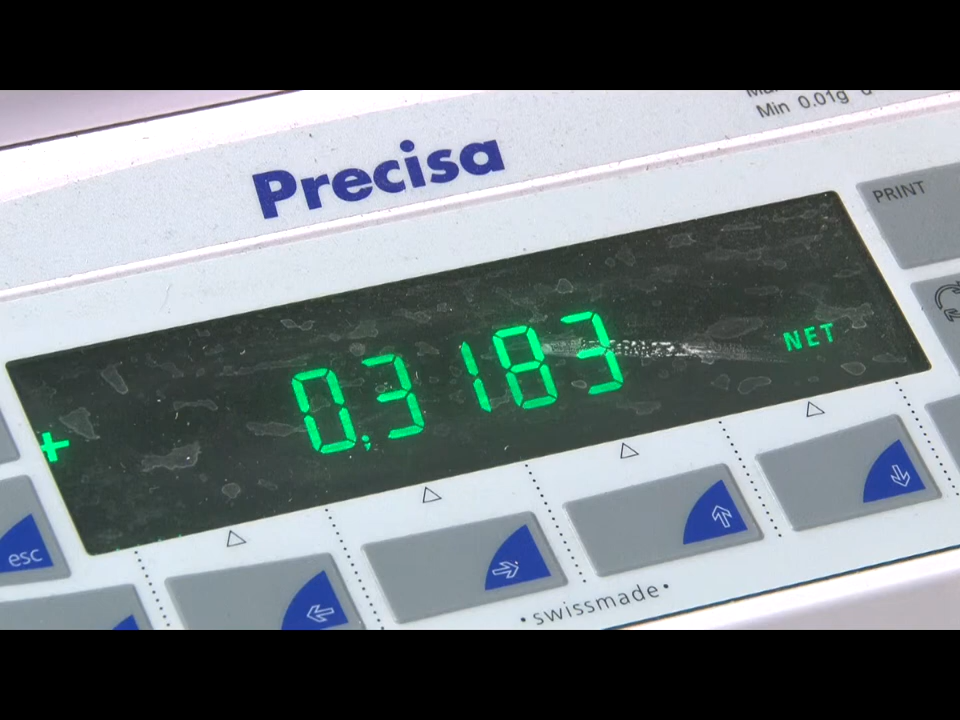 Min 0.01g
Precisa
PRINT
+ 0.3183 NET
esc
•swissmade•